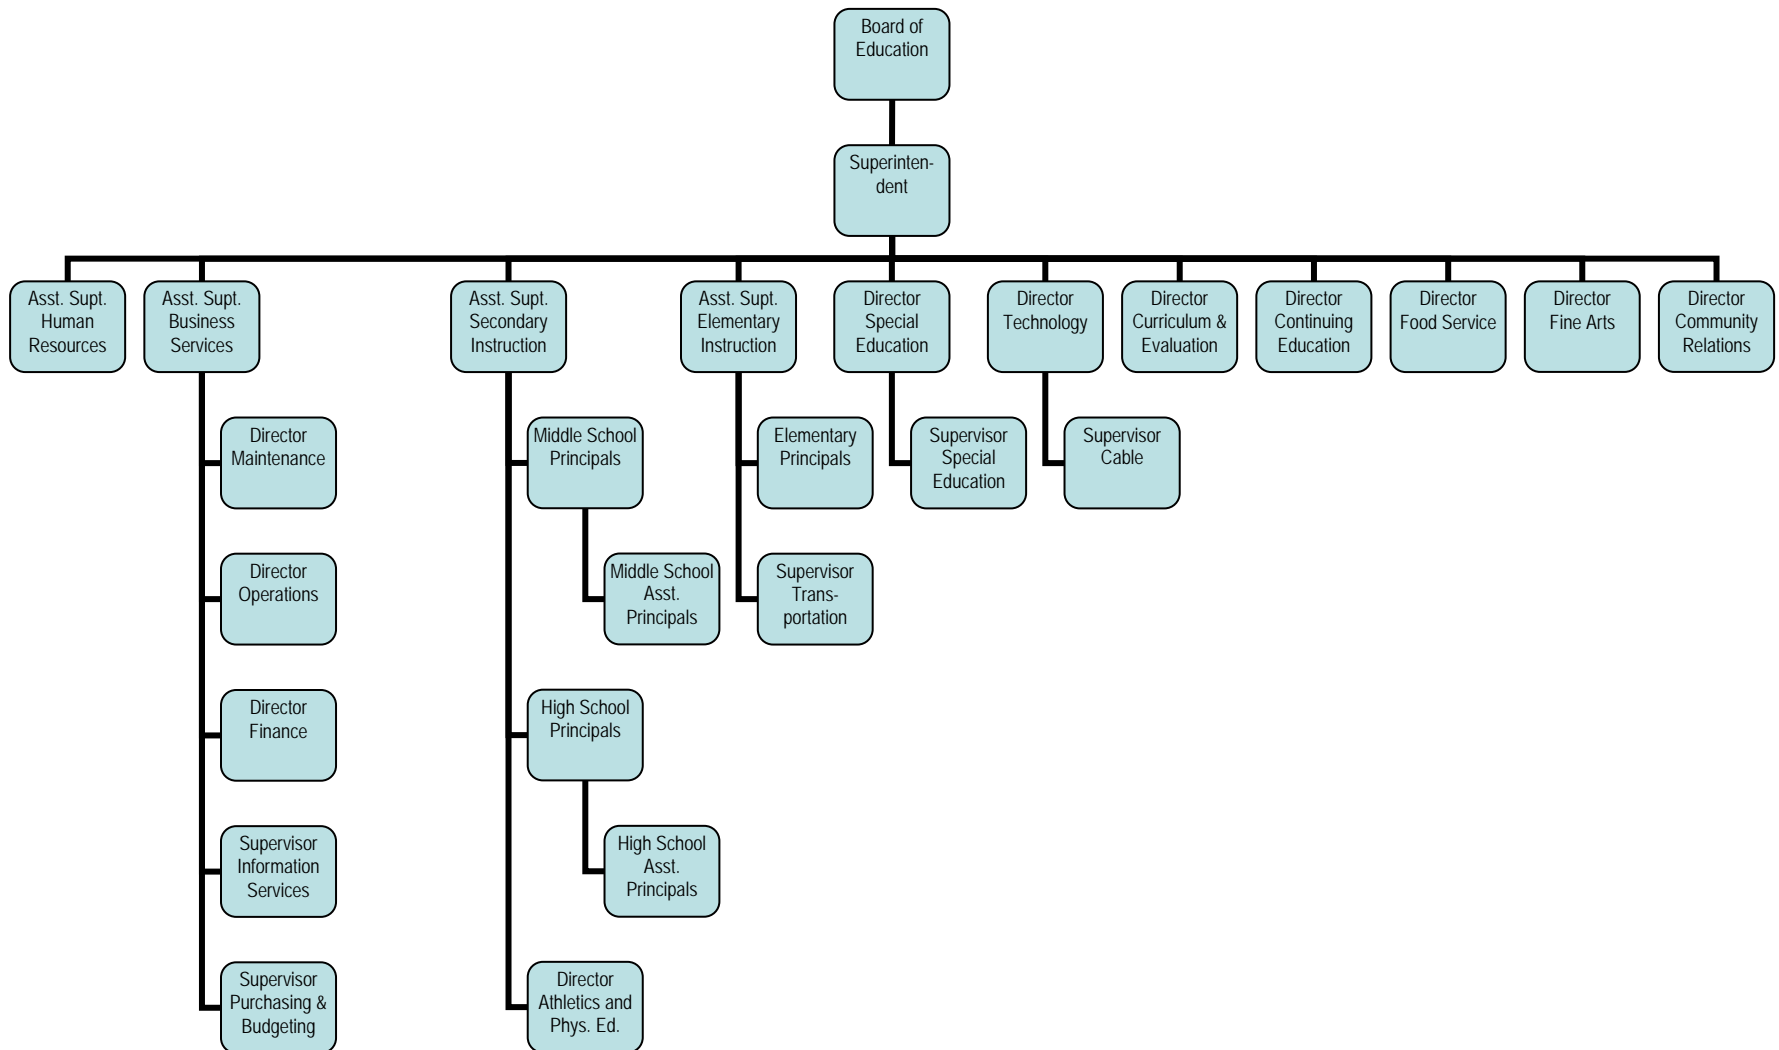 Board of
Education
Superinten-
dent
Asst. Supt.
Human
Resources
Asst. Supt.
Business
Services
Asst. Supt.
Secondary
Instruction
Asst. Supt.
Elementary
Instruction
Director
Special
Education
Director
Technology
Director
Curriculum &
Evaluation
Director
Continuing
Education
Director
Food Service
Director
Fine Arts
Director
Community
Relations
Director
Maintenance
Middle School
Principals
Elementary
Principals
Supervisor
Special
Education
Supervisor
Cable
Director
Operations
Middle School
Asst.
Principals
Supervisor
Trans-
portation
Director
Finance
High School
Principals
Supervisor
Information
Services
High School
Asst.
Principals
Supervisor
Purchasing &
Budgeting
Director
Athletics and
Phys. Ed.